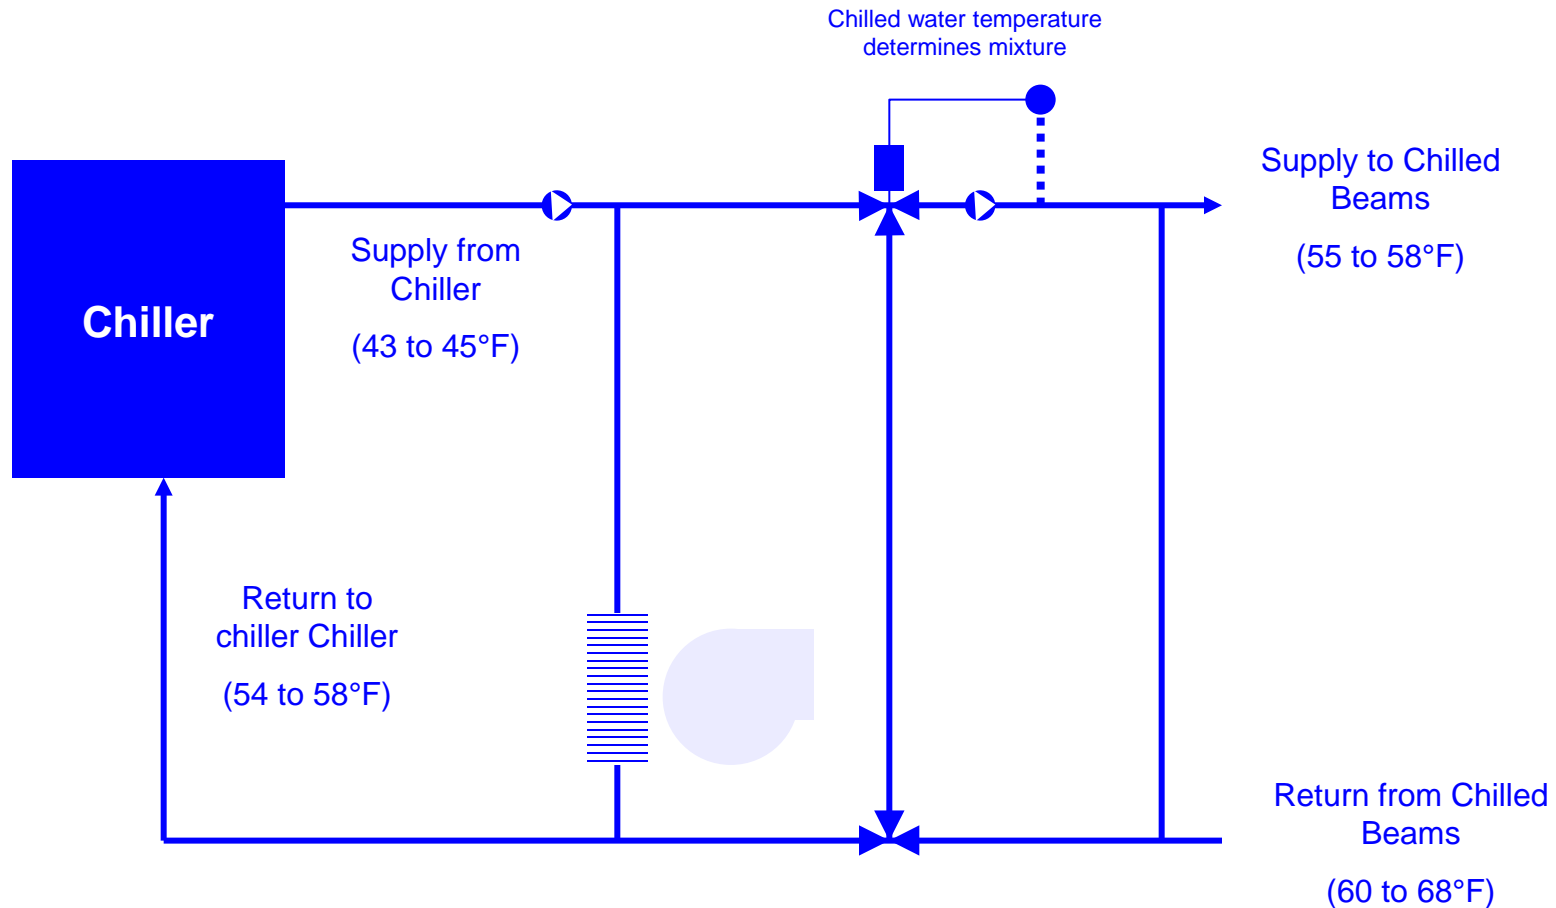 Chilled water temperature
determines mixture
Supply to Chilled
Beams
(55 to 58°F)
Supply from
Chiller
(43 to 45°F)
Chiller
Return to
chiller Chiller
(54 to 58°F)
Return from Chilled
Beams
(60 to 68°F)